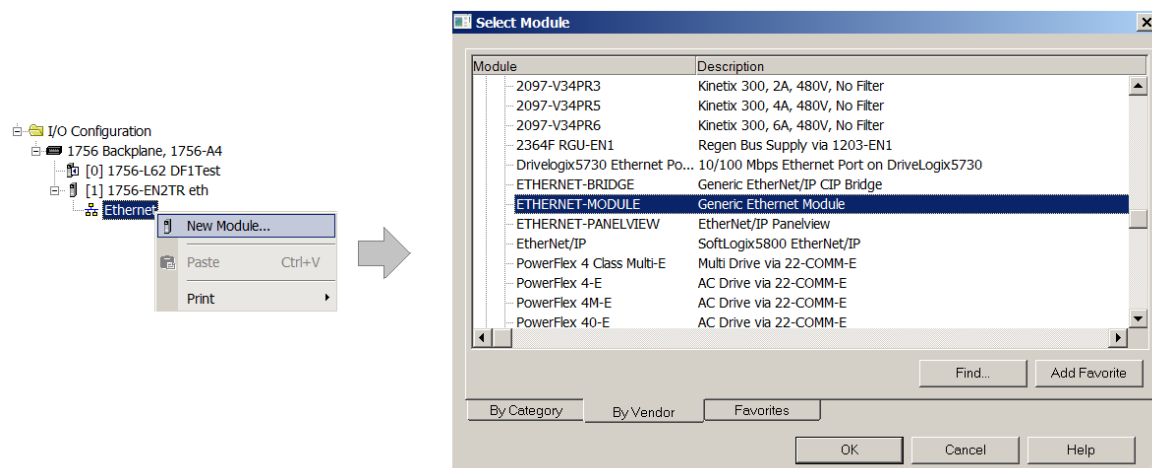 I/O Configuration
1756 Backplane, 1756-A4
[0] 1756-L62 DF1Test
[1] 1756-EN2TR eth
Ethernet
New Module...
Paste Ctrl+V
Print
Select Module
Module Description
2097-V34PR3 Kinetix 300, 2A, 480V, No Filter
2097-V34PR5 Kinetix 300, 4A, 480V, No Filter
2097-V34PR6 Kinetix 300, 6A, 480V, No Filter
2364F RGU-EN1 Regen Bus Supply via 1203-EN1
Drivelogix5730 Ethernet Po... 10/100 Mbps Ethernet Port on DriveLogix5730
ETHERNET-BRIDGE Generic EtherNet/IP CIP Bridge
ETHERNET-MODULE Generic Ethernet Module
ETHERNET-PANELVIEW EtherNet/IP Panelview
EtherNet/IP SoftLogix5800 EtherNet/IP
PowerFlex 4 Class Multi-E Multi Drive via 22-COMM-E
PowerFlex 4-E AC Drive via 22-COMM-E
PowerFlex 4M-E AC Drive via 22-COMM-E
PowerFlex 40-E AC Drive via 22-COMM-E
Find... Add Favorite
By Category By Vendor Favorites
OK Cancel Help